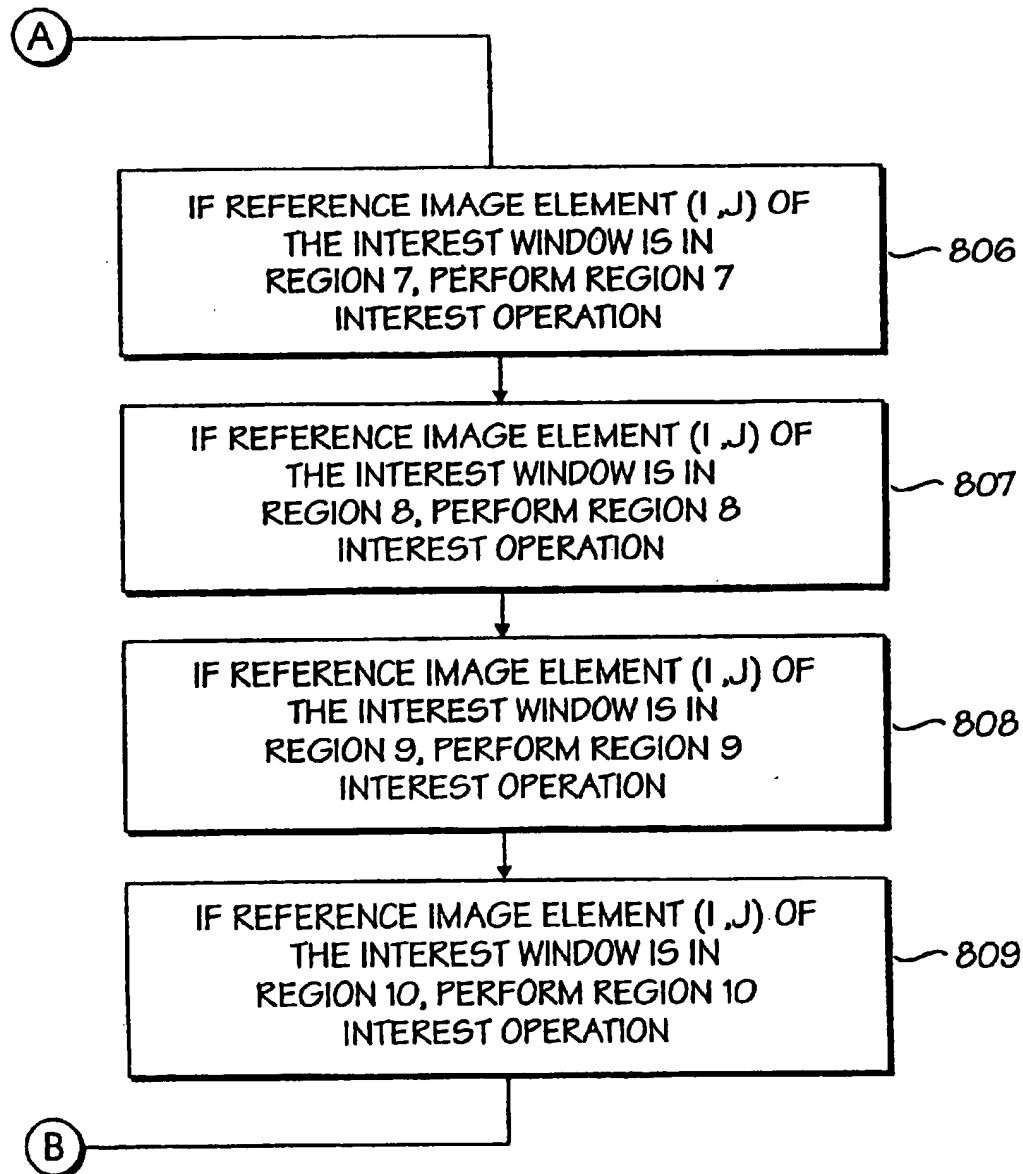 A
IF REFERENCE IMAGE ELEMENT (I ,J) OF
THE INTEREST WINDOW IS IN
REGION 7, PERFORM REGION 7
INTEREST OPERATION
806
IF REFERENCE IMAGE ELEMENT (I ,J) OF
THE INTEREST WINDOW IS IN
REGION 8, PERFORM REGION 8
INTEREST OPERATION
807
IF REFERENCE IMAGE ELEMENT (I ,J) OF
THE INTEREST WINDOW IS IN
REGION 9, PERFORM REGION 9
INTEREST OPERATION
808
IF REFERENCE IMAGE ELEMENT (I ,J) OF
THE INTEREST WINDOW IS IN
REGION 10, PERFORM REGION 10
INTEREST OPERATION
809
B